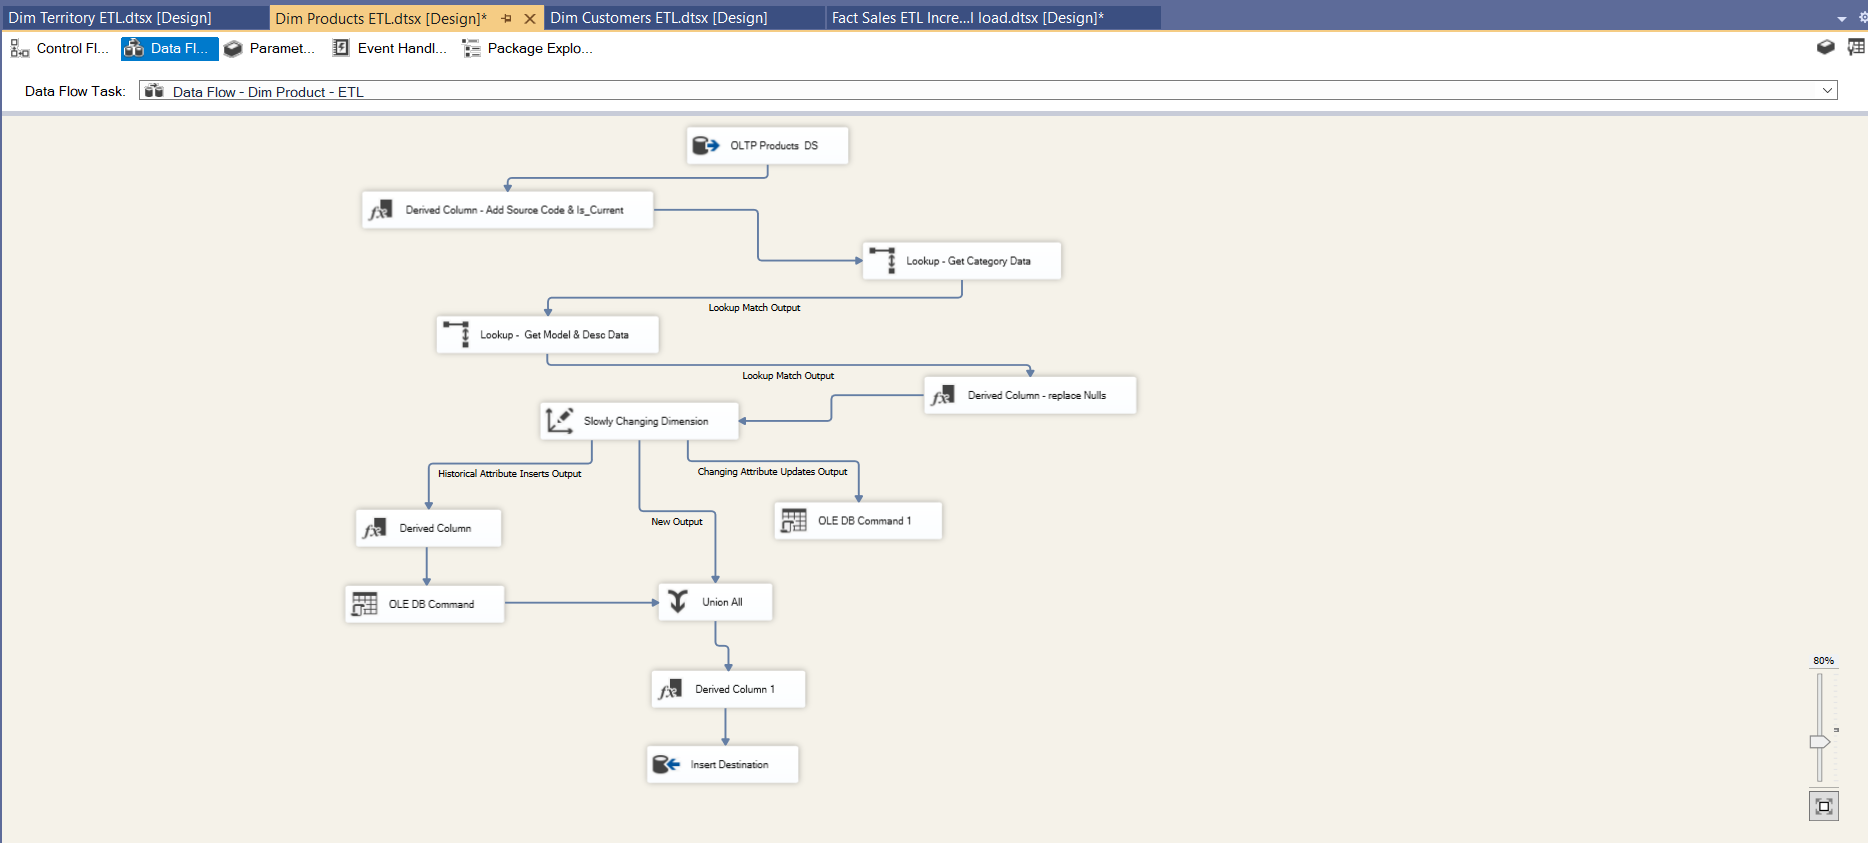 Dim Territory ETL.dtsx [Design]
Dim Products ETL.dtsx [Design]*
Dim Customers ETL.dtsx [Design]
Fact Sales ETL Incre...l load.dtsx [Design]*
Control Fl...
Data Fl...
Paramet...
Event Handl...
Package Explo...
Data Flow Task:
Data Flow - Dim Product - ETL
OLTP Products DS
Derived Column - Add Source Code & Is_Current
Lookup - Get Category Data
Lookup Match Output
Lookup - Get Model & Desc Data
Lookup Match Output
Derived Column - replace Nulls
Slowly Changing Dimension
Historical Attribute Inserts Output
Changing Attribute Updates Output
New Output
OLE DB Command 1
Derived Column
OLE DB Command
Union All
Derived Column 1
Insert Destination
80%